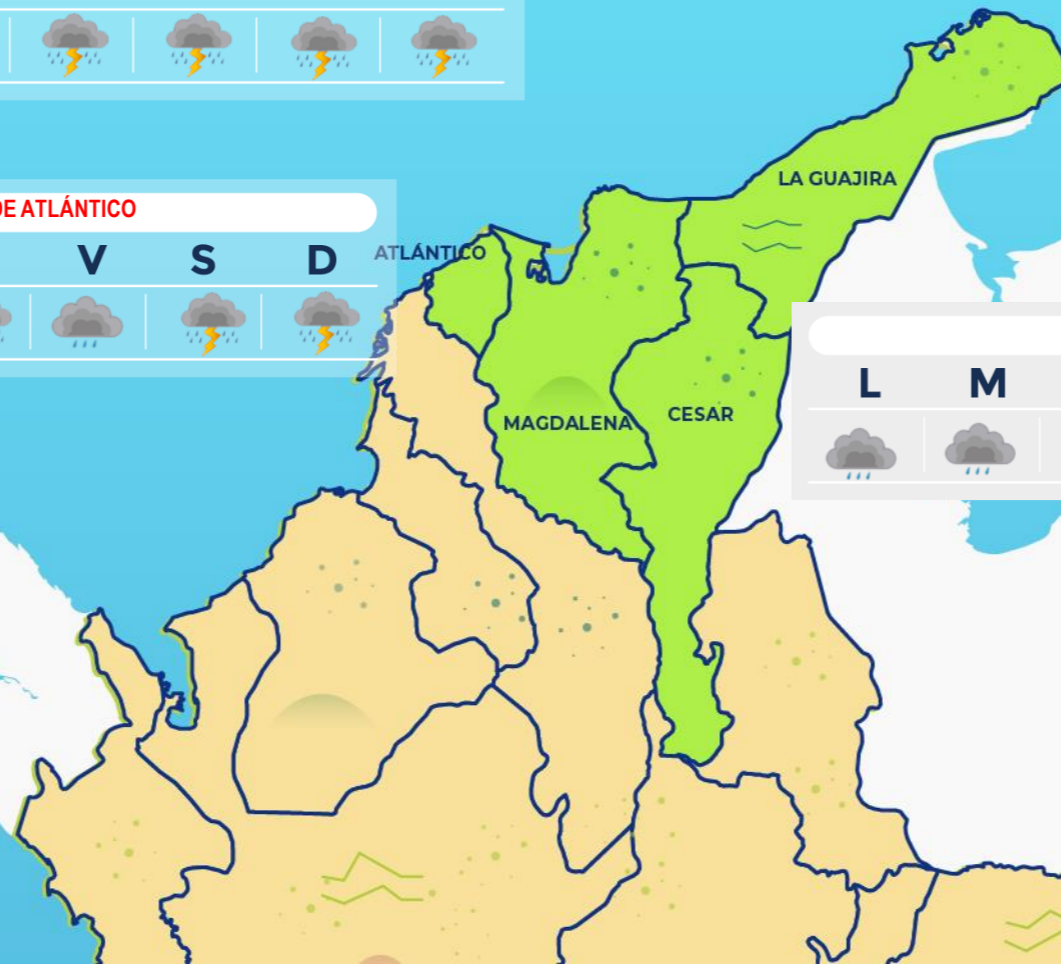 DE ATLÁNTICO
V S D
LA GUAJIRA
ATLÁNTICO
L M
MAGDALENA
CESAR